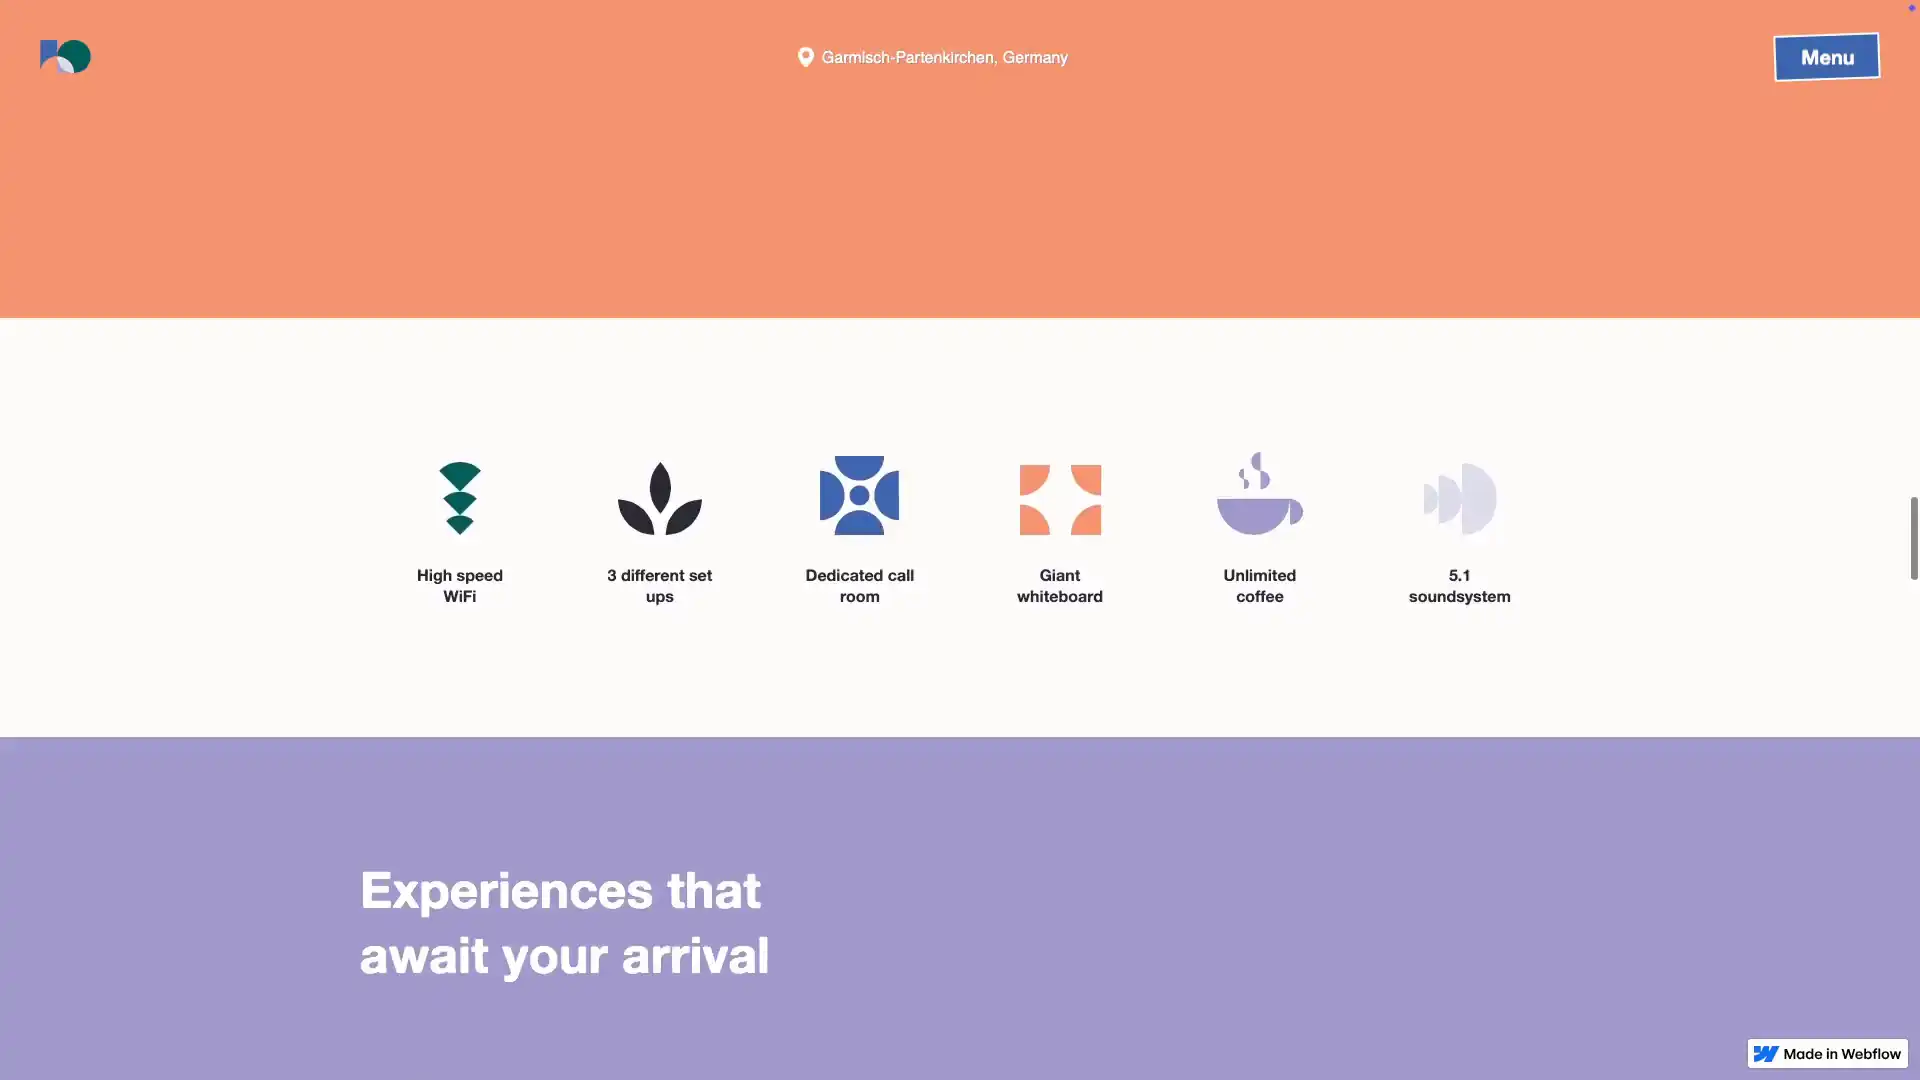 Garmisch-Partenkirchen, Germany
Menu
High speed
WiFi
3 different set
ups
Dedicated call
room
Giant
whiteboard
Unlimited
coffee
5.1
soundsystem
Experiences that
await your arrival
Made in Webflow